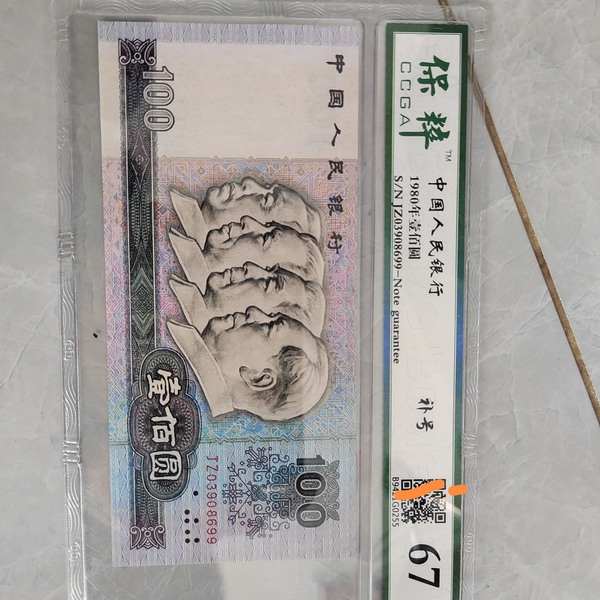 保粹 TM
CCGA
中国人民银行
1980年壹佰圆
S/N JZ03908699-Note guarantee
补号
67
中国人民银行
100
壹佰圆
JZ03908699
100